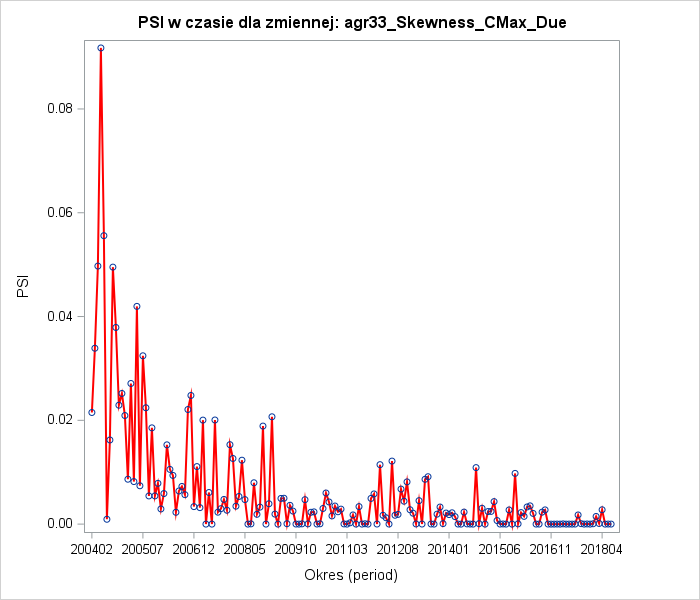 PSI w czasie dla zmiennej: agr33_Skewness_CMax_Due
0.08
0.06
0.04
0.02
0.00
PSI
200402 200507 200612 200805 200910 201103 201208 201401 201506 201611 201804
Okres (period)